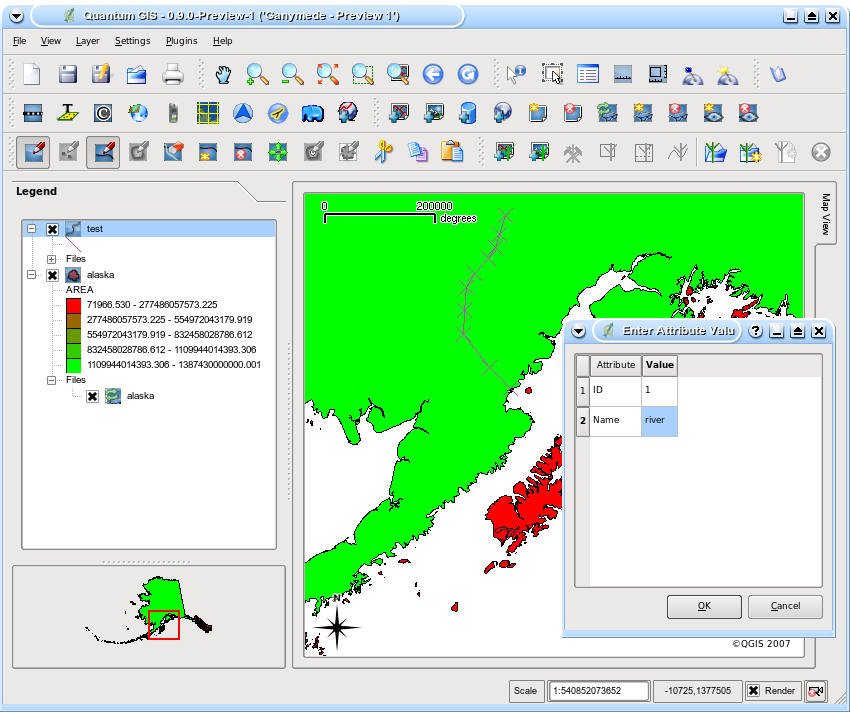 Quantum GIS - 0.9.0-Preview-1 ('Ganymede - Preview 1')
File View Layer Settings Plugins Help
Legend
test
Files
alaska
AREA
71966.530 - 277486057573.225
277486057573.225 - 554972043179.919
554972043179.919 - 832458028786.612
832458028786.612 - 1109944014393.306
1109944014393.306 - 1387430000000.001
Files
alaska
0 200000
degrees
Map View
N
©QGIS 2007
Enter Attribute Valu
Attribute Value
1 ID 1
2 Name river
OK Cancel
Scale 1:540852073652 -10725,1377505 Render